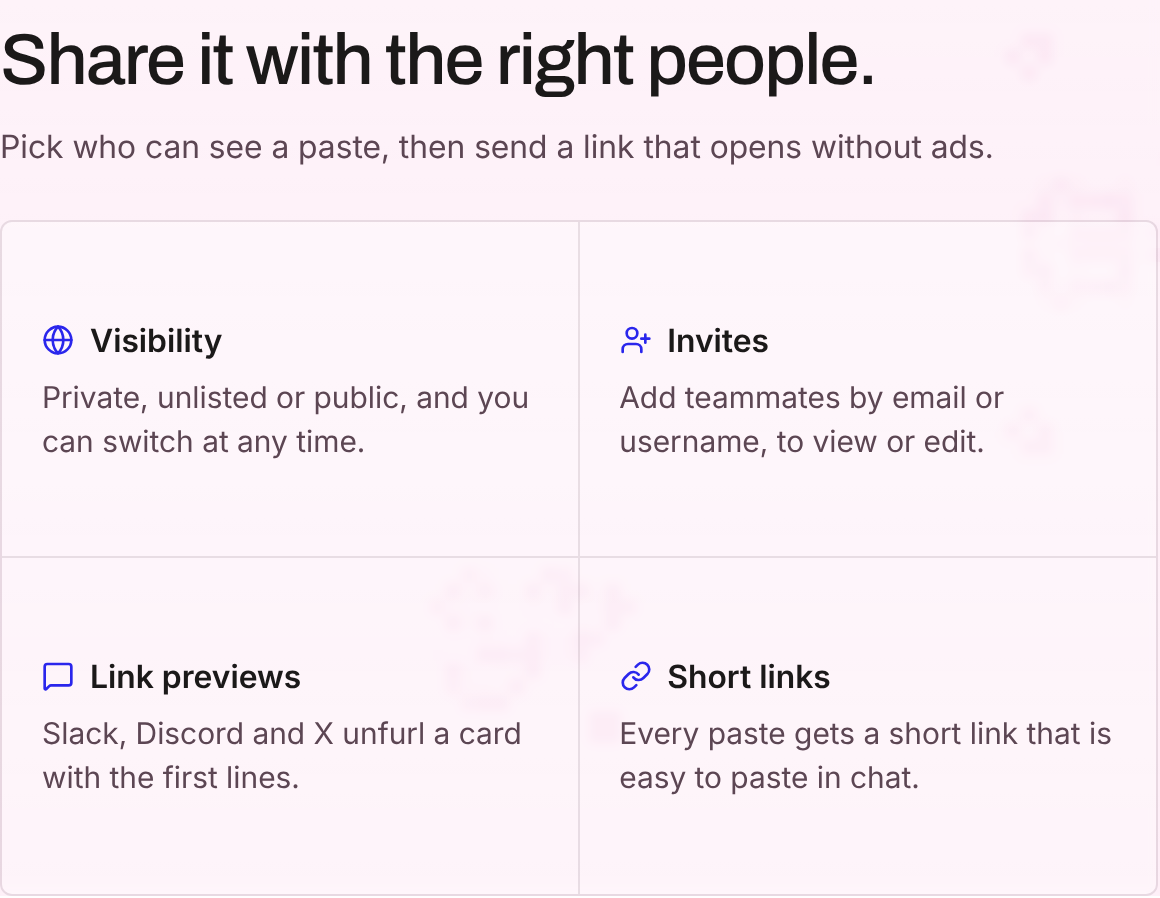 Share it with the right people.
Pick who can see a paste, then send a link that opens without ads.
Visibility
Private, unlisted or public, and you
can switch at any time.
Invites
Add teammates by email or
username, to view or edit.
Link previews
Slack, Discord and X unfurl a card
with the first lines.
Short links
Every paste gets a short link that is
easy to paste in chat.